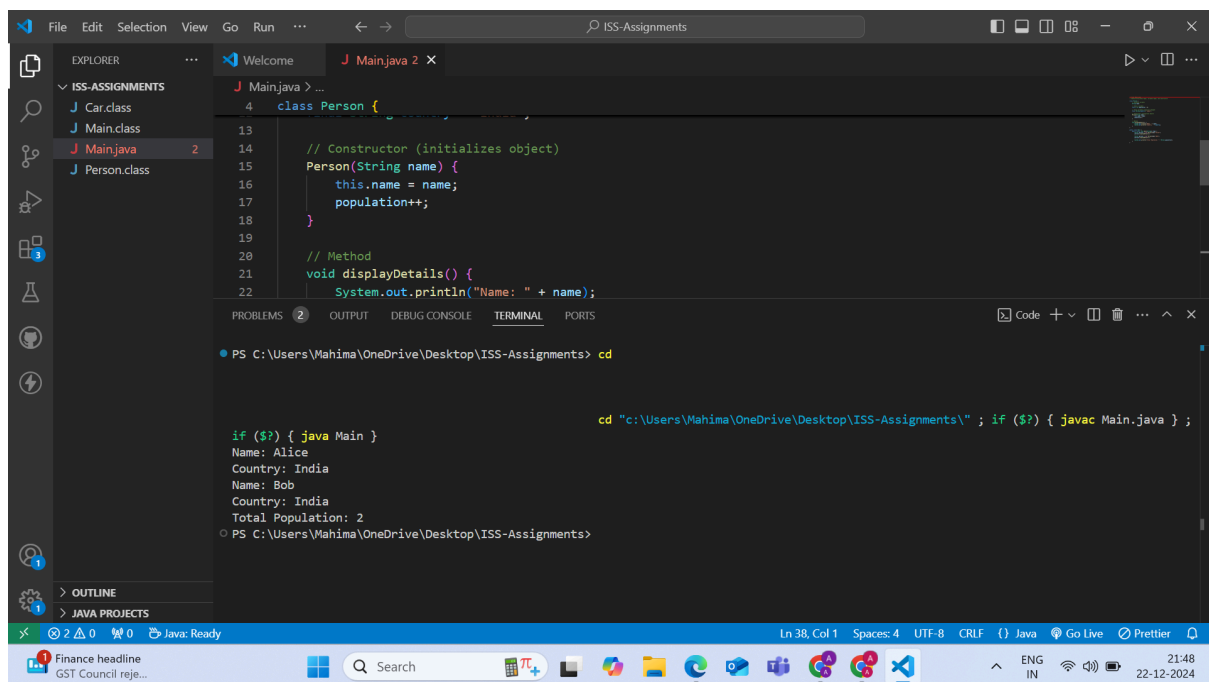 File Edit Selection View Go Run ··· ISS-Assignments
EXPLORER ···
ISS-ASSIGNMENTS
J Car.class
J Main.class
J Main.java 2
J Person.class
OUTLINE
JAVA PROJECTS
Welcome J Main.java 2
J Main.java > ...
4 class Person {
13
14 // Constructor (initializes object)
15 Person(String name) {
16 this.name = name;
17 population++;
18 }
19
20 // Method
21 void displayDetails() {
22 System.out.println("Name: " + name);
PROBLEMS 2 OUTPUT DEBUG CONSOLE TERMINAL PORTS Code
PS C:\Users\Mahima\OneDrive\Desktop\ISS-Assignments> cd
cd "c:\Users\Mahima\OneDrive\Desktop\ISS-Assignments\" ; if ($?) { javac Main.java } ;
if ($?) { java Main }
Name: Alice
Country: India
Name: Bob
Country: India
Total Population: 2
PS C:\Users\Mahima\OneDrive\Desktop\ISS-Assignments>
3
1
1
2 0 0 Java: Ready Ln 38, Col 1 Spaces: 4 UTF-8 CRLF {} Java Go Live Prettier
1
Finance headline
GST Council reje...
Search
ENG
IN
21:48
22-12-2024